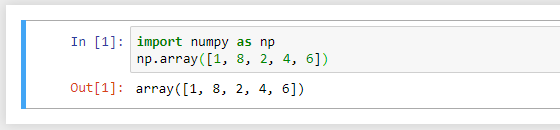 In [1]: import numpy as np
np.array([1, 8, 2, 4, 6])
Out[1]: array([1, 8, 2, 4, 6])